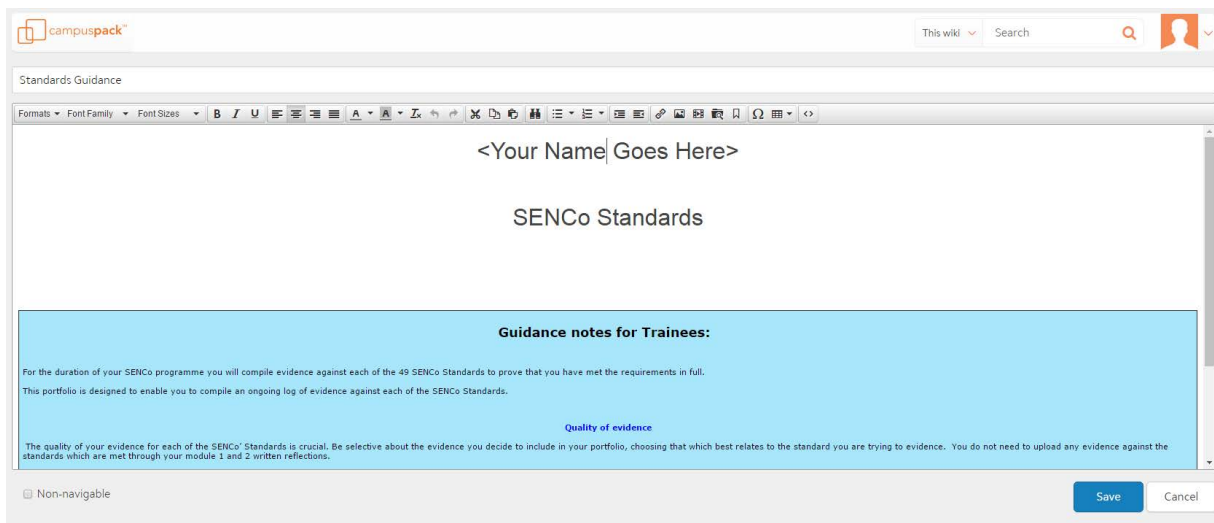 campuspack™
This wiki Search
Standards Guidance
Formats Font Family Font Sizes B I U A A Ix Ω <>
<Your Name Goes Here>
SENCo Standards
Guidance notes for Trainees:
For the duration of your SENCo programme you will compile evidence against each of the 49 SENCo Standards to prove that you have met the requirements in full.
This portfolio is designed to enable you to compile an ongoing log of evidence against each of the SENCo Standards.
Quality of evidence
The quality of your evidence for each of the SENCo’ Standards is crucial. Be selective about the evidence you decide to include in your portfolio, choosing that which best relates to the standard you are trying to evidence. You do not need to upload any evidence against the
standards which are met through your module 1 and 2 written reflections.
Non-navigable
Save Cancel